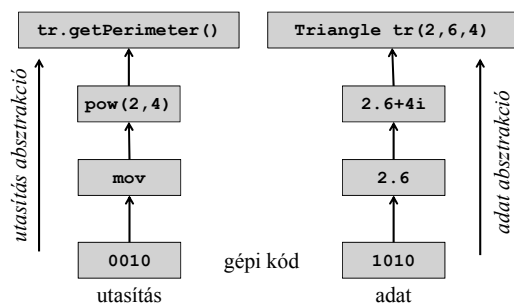 tr.getPerimeter()
Triangle tr(2,6,4)
utasítás absztrakció
adat absztrakció
pow(2,4)
2.6+4i
mov
2.6
0010
gépi kód
1010
utasítás
adat